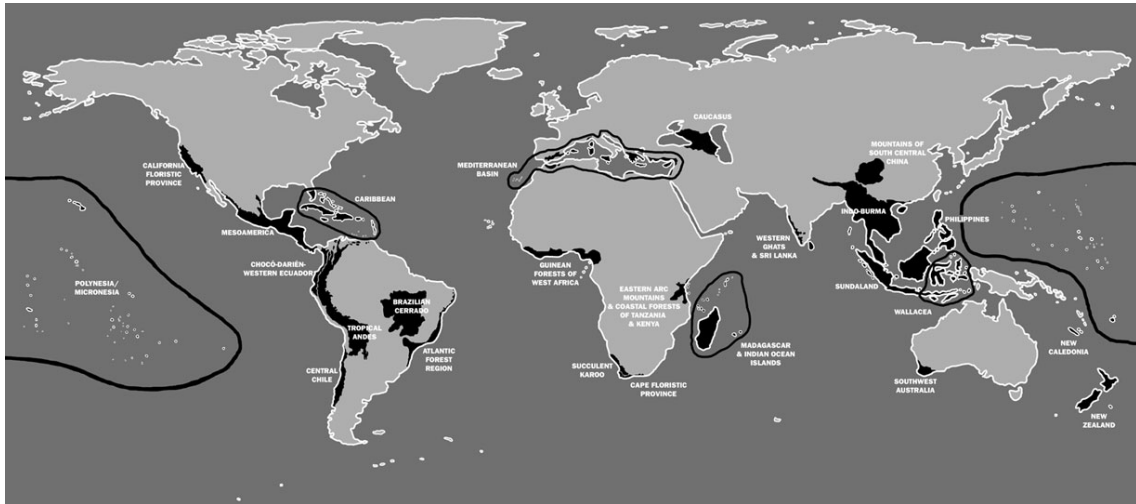 CAUCASUS
MOUNTAINS OF
SOUTH CENTRAL
CHINA
CALIFORNIA
FLORISTIC
PROVINCE
MEDITERRANEAN
BASIN
CARIBBEAN
INDO-BURMA
PHILIPPINES
MESOAMERICA
WESTERN
GHATS
& SRI LANKA
CHOCÓ-DARIÉN-
WESTERN ECUADOR
GUINEAN
FORESTS OF
WEST AFRICA
POLYNESIA/
MICRONESIA
EASTERN ARC
MOUNTAINS
& COASTAL FORESTS
OF TANZANIA
& KENYA
SUNDALAND
BRAZILIAN
CERRADO
WALLACEA
TROPICAL
ANDES
MADAGASCAR
& INDIAN OCEAN
ISLANDS
NEW
CALEDONIA
ATLANTIC
FOREST
REGION
CENTRAL
CHILE
SUCCULENT
KAROO
CAPE FLORISTIC
PROVINCE
SOUTHWEST
AUSTRALIA
NEW
ZEALAND